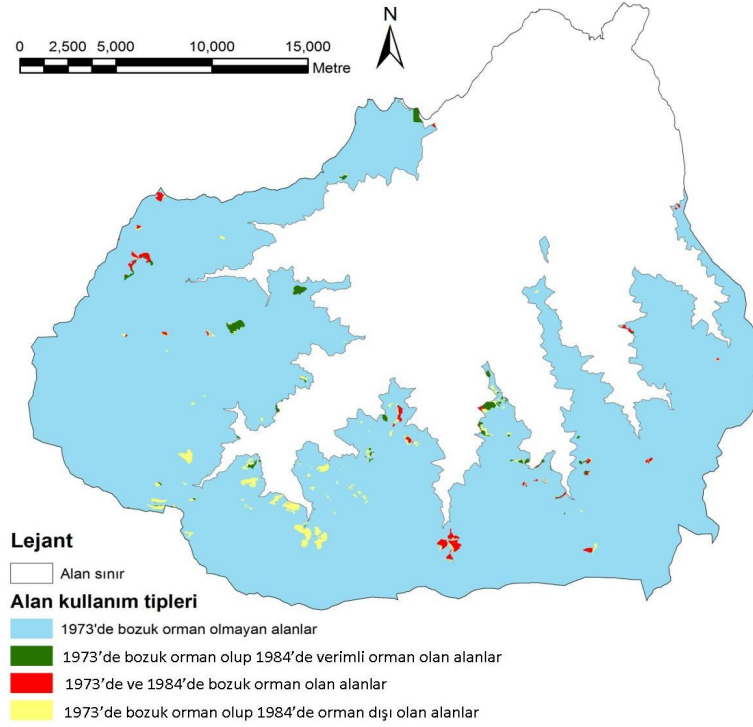 N
0 2,500 5,000 10,000 15,000
Metre
Lejant
Alan sınır
Alan kullanım tipleri
1973'de bozuk orman olmayan alanlar
1973’de bozuk orman olup 1984’de verimli orman olan alanlar
1973’de ve 1984’de bozuk orman olan alanlar
1973’de bozuk orman olup 1984’de orman dışı olan alanlar